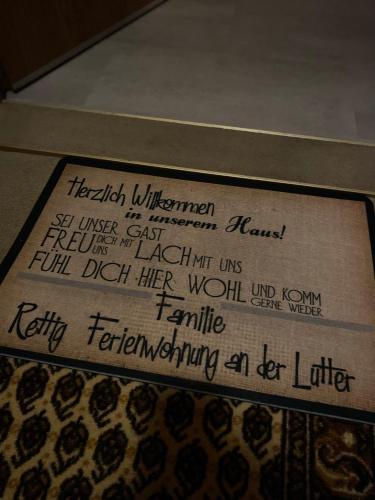 Herzlich Willkommen
in unserem Haus!
SEI UNSER GAST
FREU DICH MIT UNS LACH MIT UNS
FÜHL DICH HIER WOHL UND KOMM GERNE WIEDER
Familie
Rettig Ferienwohnung an der Lutter